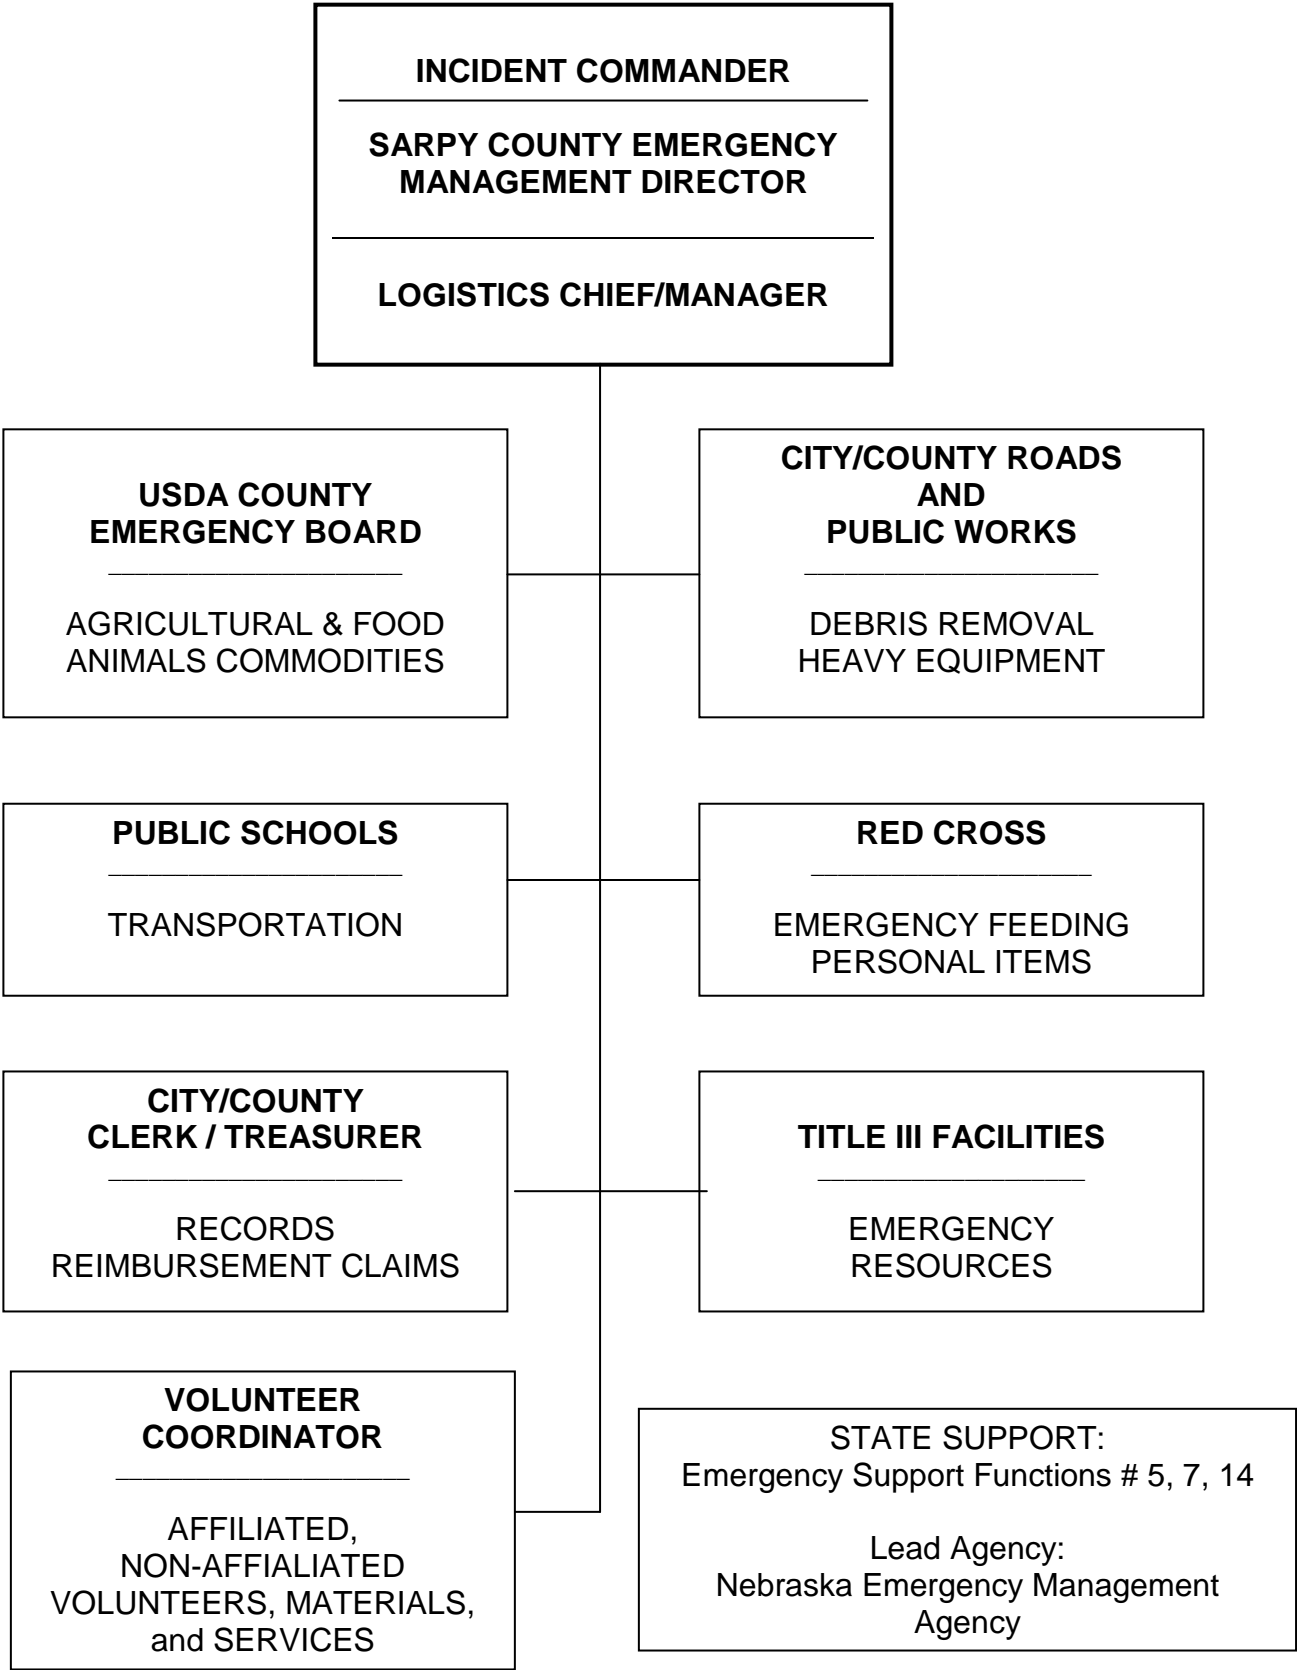 INCIDENT COMMANDER
SARPY COUNTY EMERGENCY
MANAGEMENT DIRECTOR
LOGISTICS CHIEF/MANAGER
USDA COUNTY
EMERGENCY BOARD
AGRICULTURAL & FOOD
ANIMALS COMMODITIES
CITY/COUNTY ROADS
AND
PUBLIC WORKS
DEBRIS REMOVAL
HEAVY EQUIPMENT
PUBLIC SCHOOLS
TRANSPORTATION
RED CROSS
EMERGENCY FEEDING
PERSONAL ITEMS
CITY/COUNTY
CLERK / TREASURER
RECORDS
REIMBURSEMENT CLAIMS
TITLE III FACILITIES
EMERGENCY
RESOURCES
VOLUNTEER
COORDINATOR
AFFILIATED,
NON-AFFIALIATED
VOLUNTEERS, MATERIALS,
and SERVICES
STATE SUPPORT:
Emergency Support Functions # 5, 7, 14
Lead Agency:
Nebraska Emergency Management
Agency